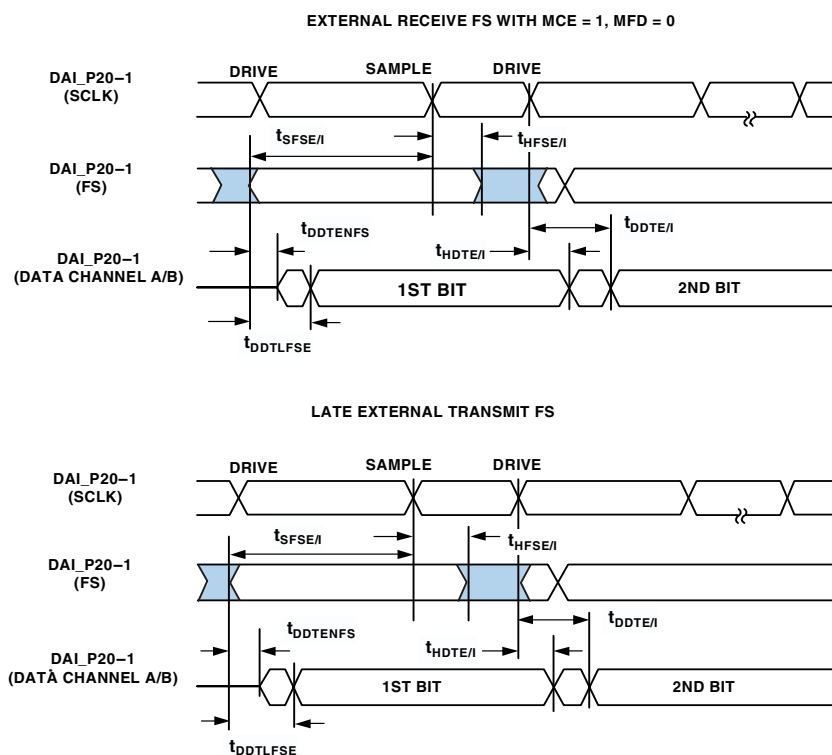 EXTERNAL RECEIVE FS WITH MCE = 1, MFD = 0
DAI_P20–1
(SCLK)
DRIVE
SAMPLE
DRIVE
tSFSE/I
tHFSE/I
DAI_P20–1
(FS)
tDDTENFS
tHDTE/I
tDDTE/I
DAI_P20–1
(DATA CHANNEL A/B)
1ST BIT
2ND BIT
tDDTLFSE
LATE EXTERNAL TRANSMIT FS
DAI_P20–1
(SCLK)
DRIVE
SAMPLE
DRIVE
tSFSE/I
tHFSE/I
DAI_P20–1
(FS)
tDDTENFS
tHDTE/I
tDDTE/I
DAI_P20–1
(DATA CHANNEL A/B)
1ST BIT
2ND BIT
tDDTLFSE